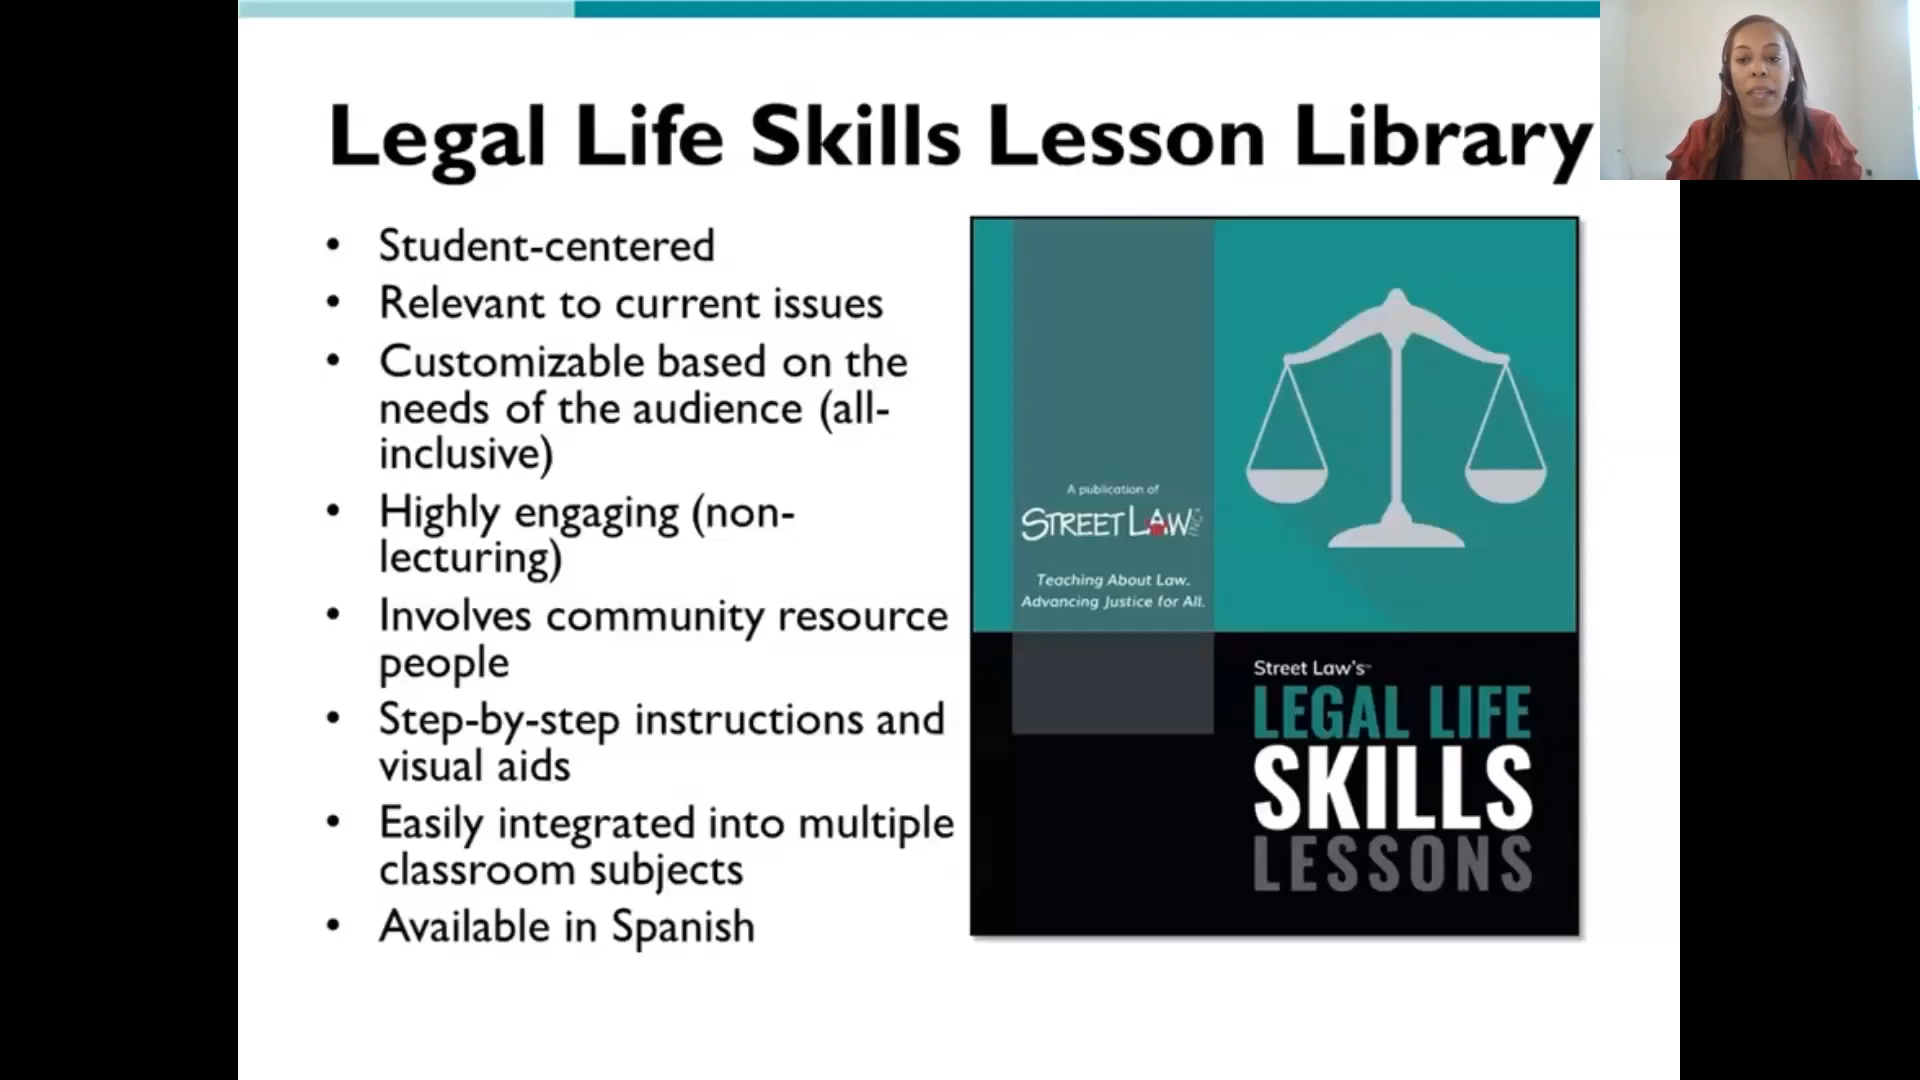 Legal Life Skills Lesson Library
• Student-centered
• Relevant to current issues
• Customizable based on the
needs of the audience (all-
inclusive)
• Highly engaging (non-
lecturing)
• Involves community resource
people
• Step-by-step instructions and
visual aids
• Easily integrated into multiple
classroom subjects
• Available in Spanish
A publication of
STREET LAW INC
Teaching About Law.
Advancing Justice for All.
Street Law's™
LEGAL LIFE
SKILLS
LESSONS